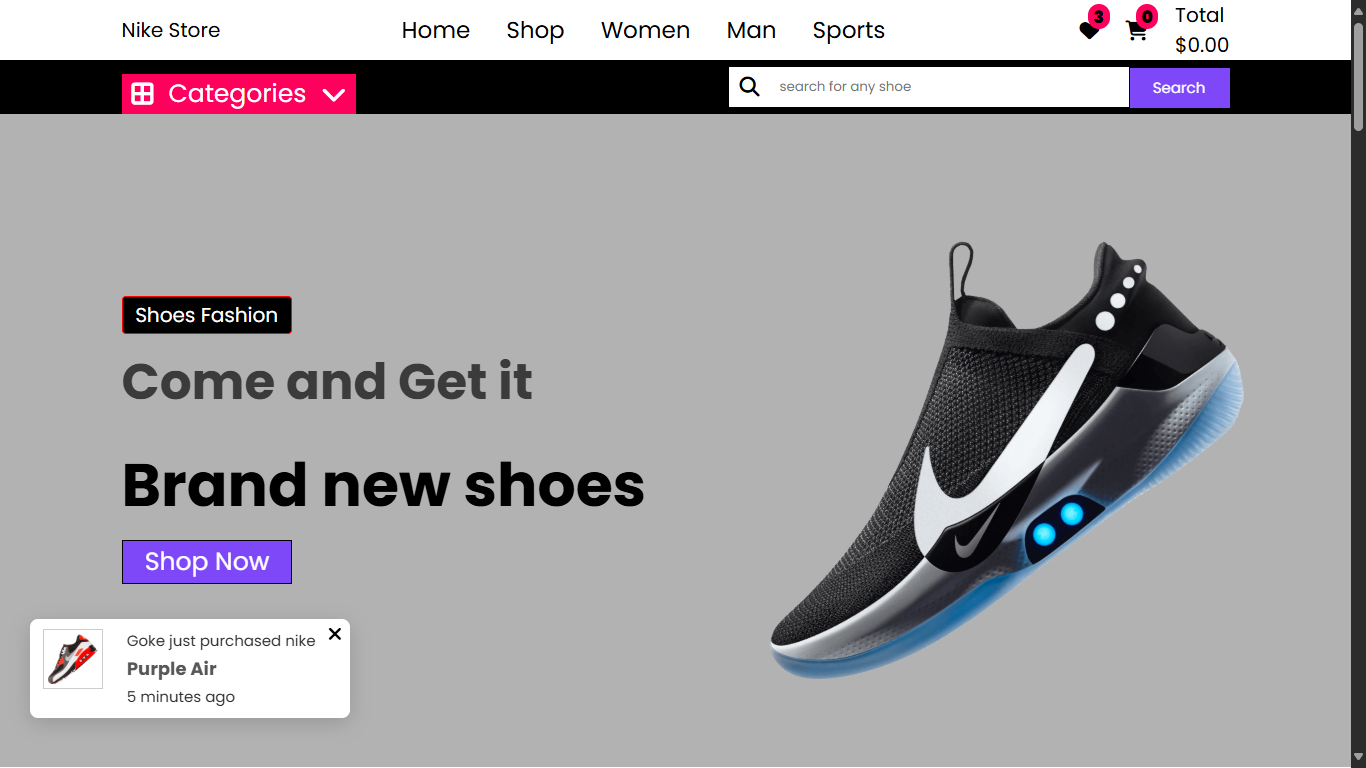 Nike Store
Home
Shop
Women
Man
Sports
3
0
Total
$0.00
Categories
search for any shoe
Search
Shoes Fashion
Come and Get it
Brand new shoes
Shop Now
Goke just purchased nike
Purple Air
5 minutes ago